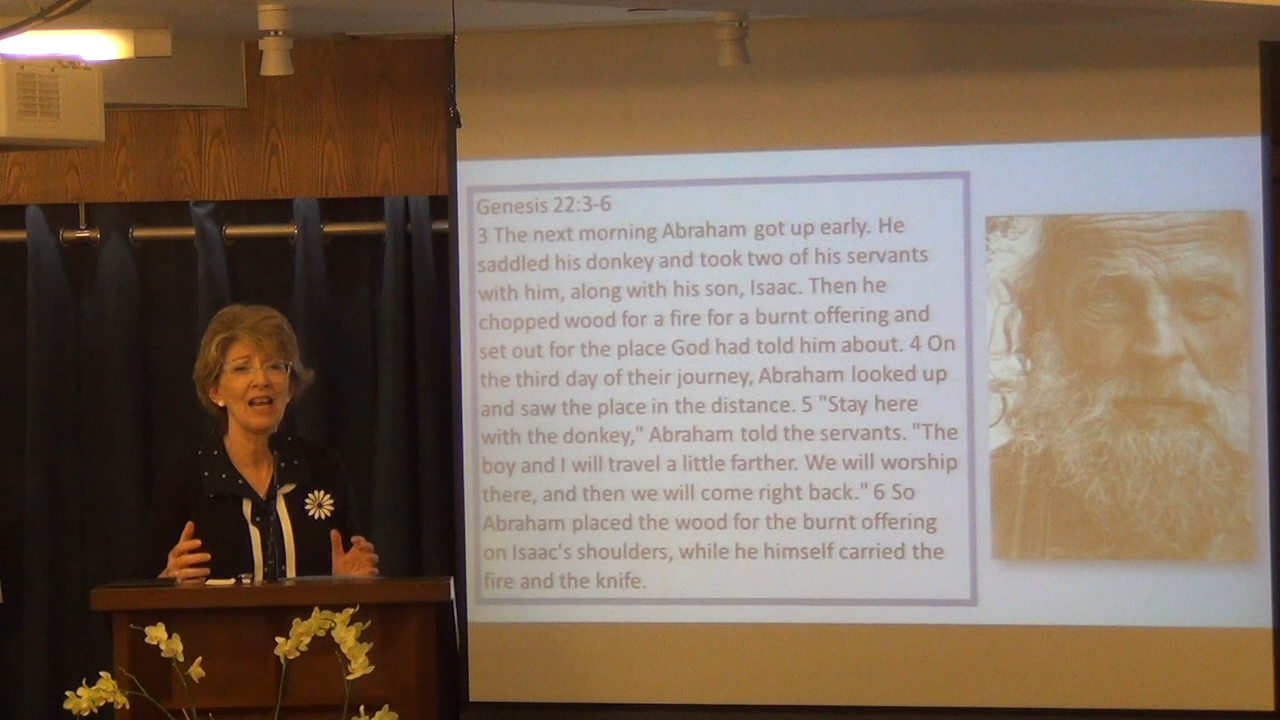 Genesis 22:3-6
3 The next morning Abraham got up early. He
saddled his donkey and took two of his servants
with him, along with his son, Isaac. Then he
chopped wood for a fire for a burnt offering and
set out for the place God had told him about. 4 On
the third day of their journey, Abraham looked up
and saw the place in the distance. 5 "Stay here
with the donkey," Abraham told the servants. "The
boy and I will travel a little farther. We will worship
there, and then we will come right back." 6 So
Abraham placed the wood for the burnt offering
on Isaac's shoulders, while he himself carried the
fire and the knife.